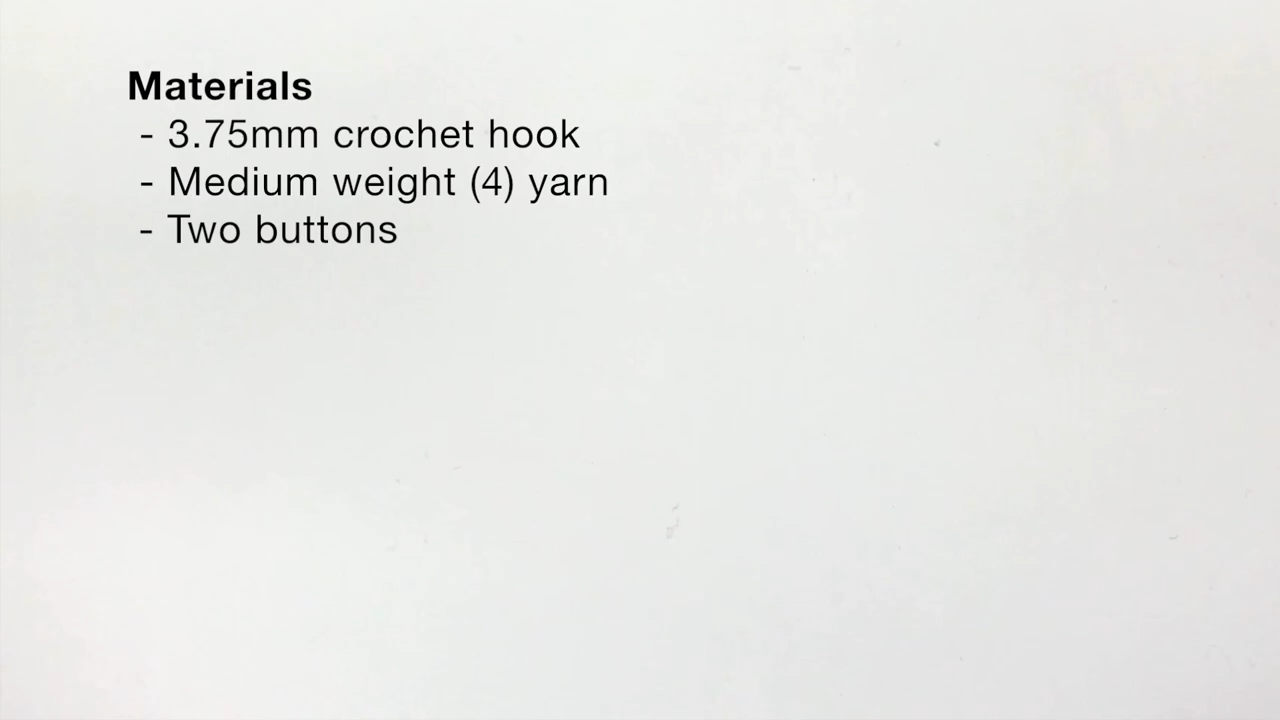 Materials
- 3.75mm crochet hook
- Medium weight (4) yarn
- Two buttons